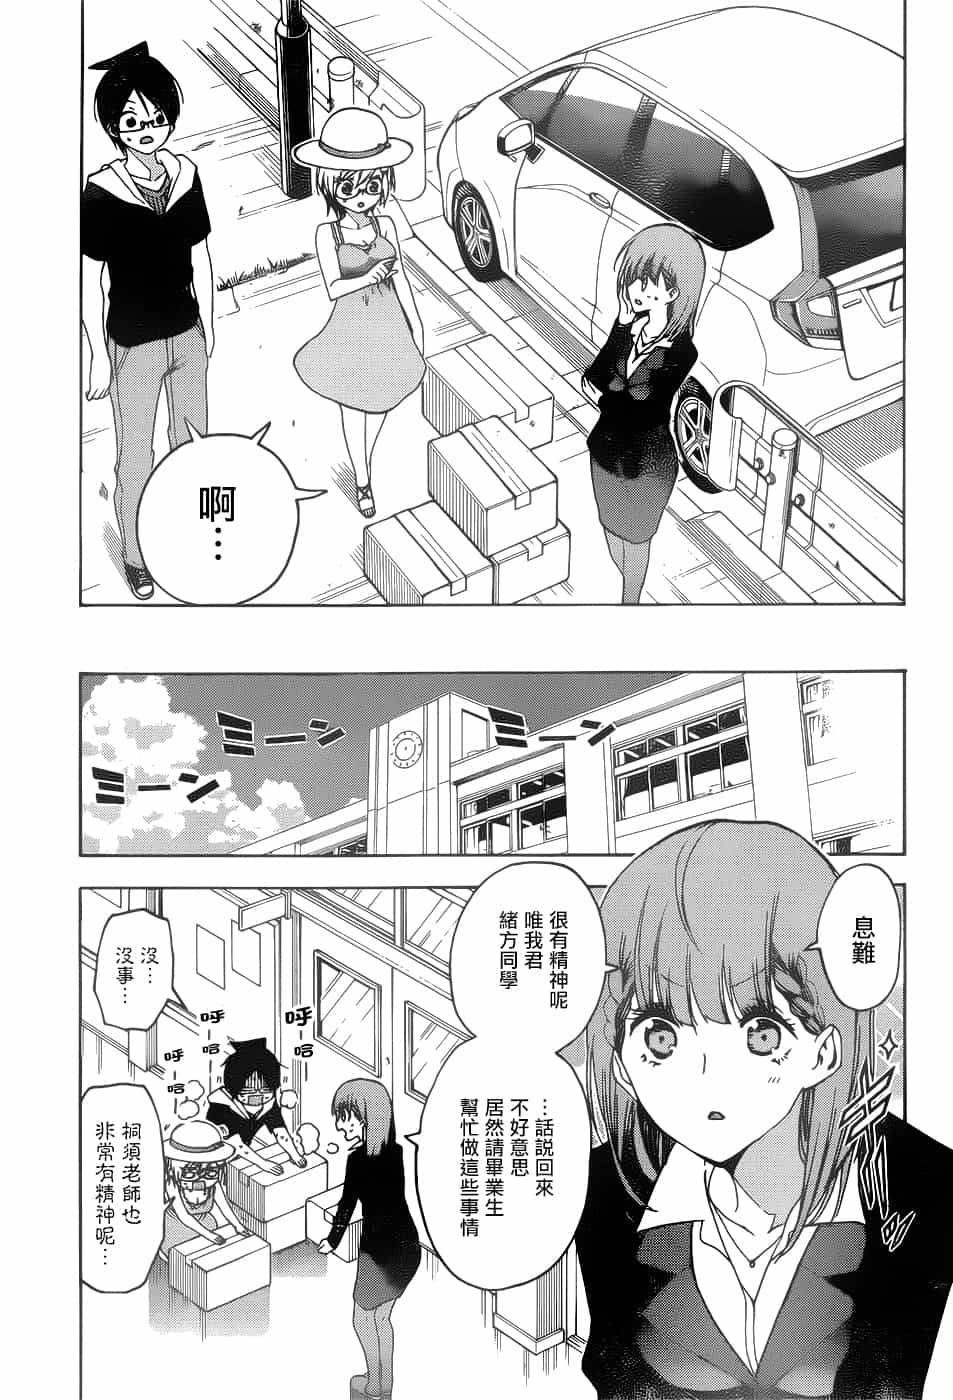 啊…
ミーンミーン
ミーン
ミーン
息難
很有精神呢
唯我君
緒方同學
…話說回來
不好意思
居然請畢業生
幫忙做這些事情
呼
哈
呼
哈
呼
哈
沒…
沒事…
桐須老師也
非常有精神呢…